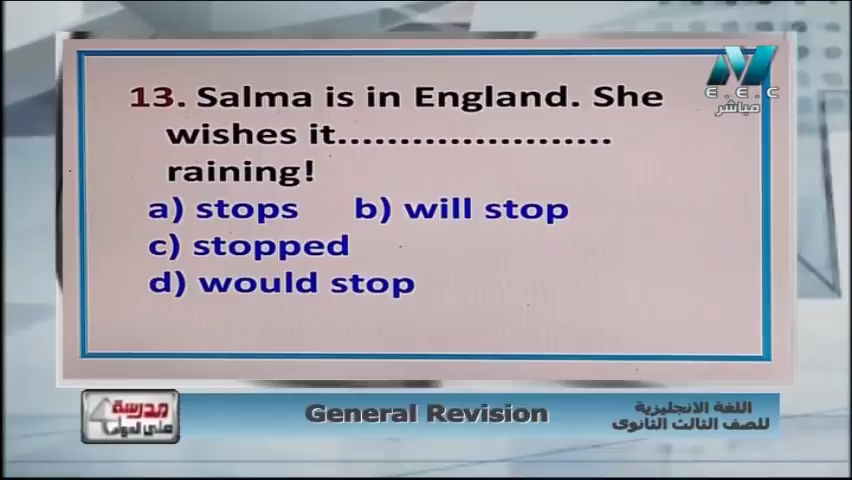 13. Salma is in England. She
wishes it......................
raining!
a) stops b) will stop
c) stopped
d) would stop
E.E.C
مباشر
General Revision
اللغة الانجليزية
للصف الثالث الثانوى
مدرسة
على الهواء